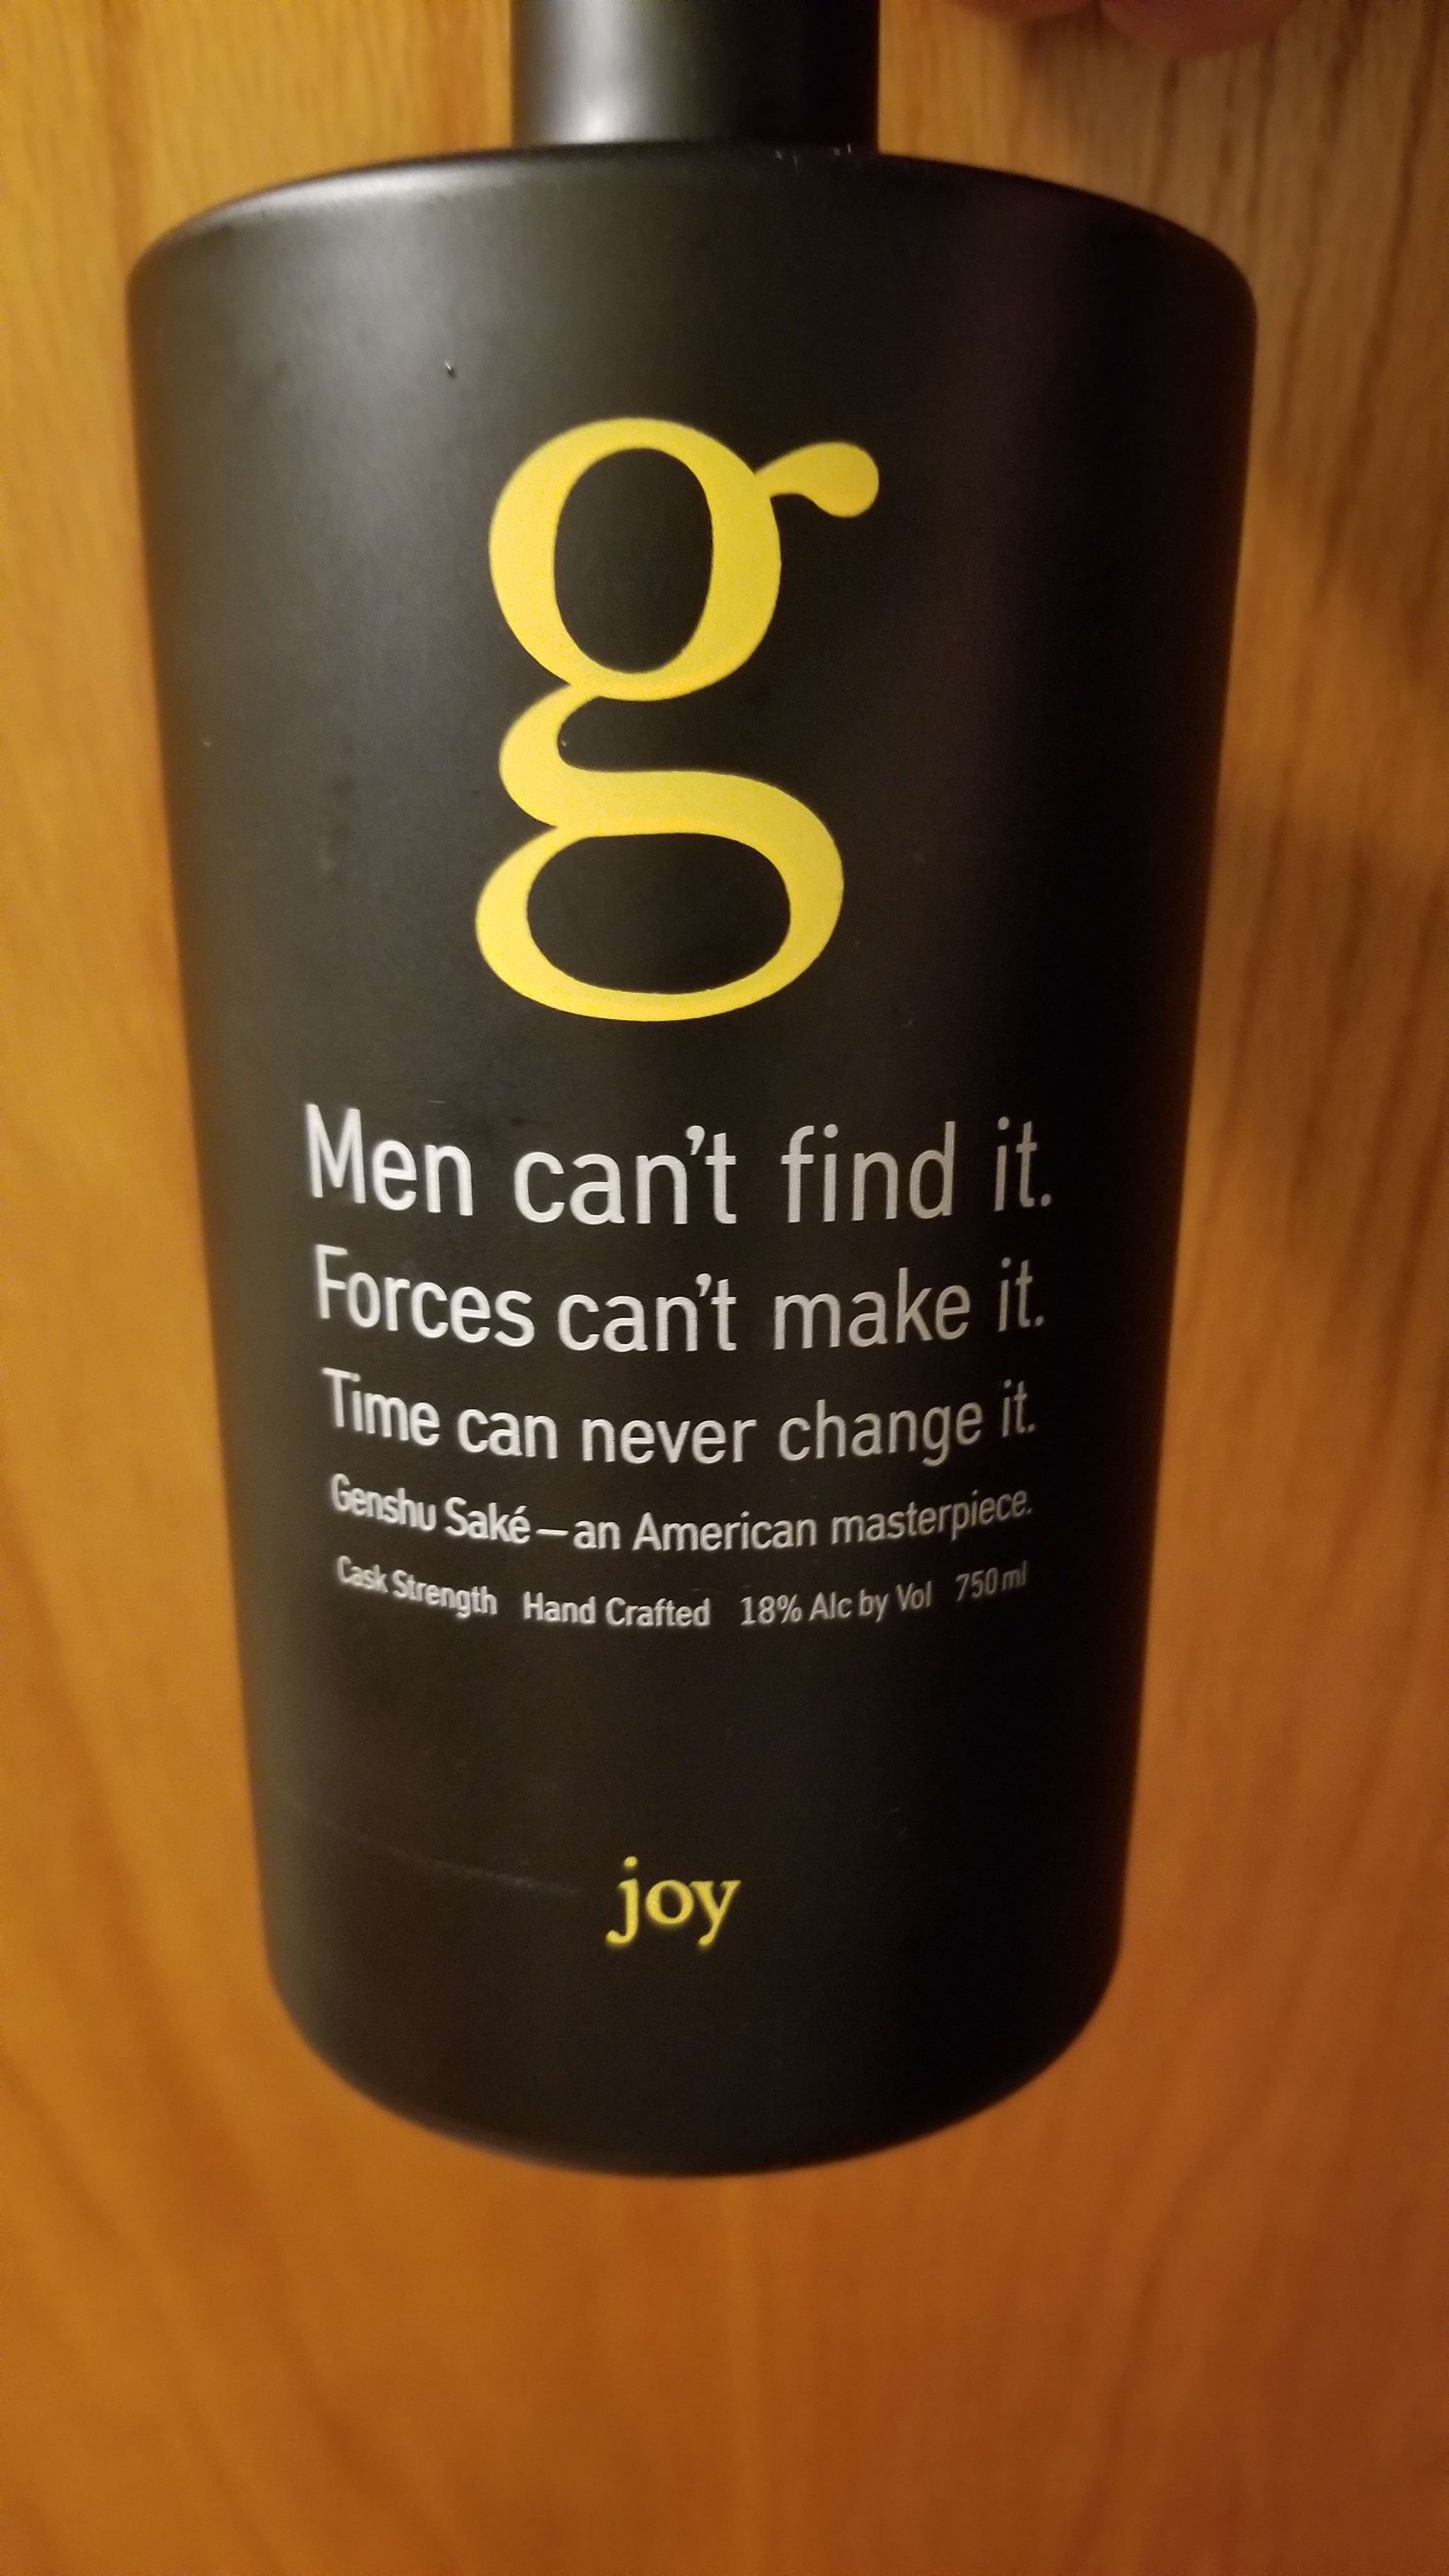 g
Men can't find it.
Forces can't make it.
Time can never change it.
Genshu Saké—an American masterpiece.
Cask Strength Hand Crafted 18% Alc by Vol 750 ml
joy